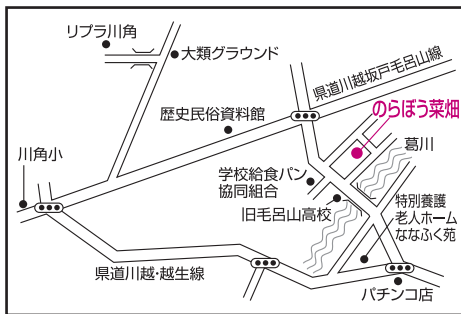 リプラ川角
大類グラウンド
県道川越坂戸毛呂山線
歴史民俗資料館
のらぼう菜畑
川角小
葛川
学校給食パン
協同組合
旧毛呂山高校
特別養護
老人ホーム
ななふく苑
県道川越・越生線
パチンコ店